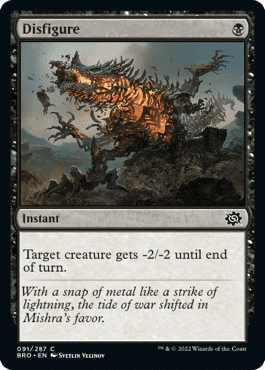 Disfigure
Instant
Target creature gets -2/-2 until end
of turn.
With a snap of metal like a strike of
lightning, the tide of war shifted in
Mishra's favor.
091/287 C
BRO • EN SVETLIN VELINOV
™ & © 2022 Wizards of the Coast